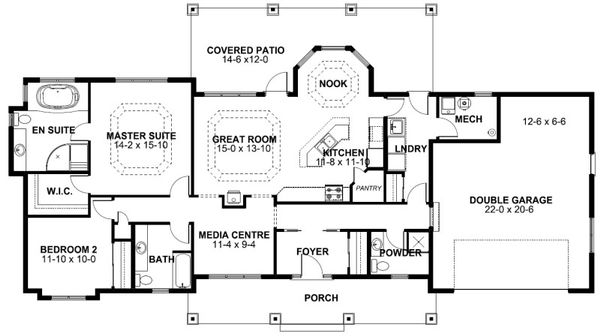 COVERED PATIO
14-6 x12-0
NOOK
EN SUITE
MASTER SUITE
14-2 x 15-10
GREAT ROOM
15-0 x 13-10
KITCHEN
11-8 x 11-10
LNDRY
MECH
12-6 x 6-6
W.I.C.
PANTRY
DOUBLE GARAGE
22-0 x 20-6
BEDROOM 2
11-10 x 10-0
BATH
MEDIA CENTRE
11-4 x 9-4
FOYER
POWDER
PORCH